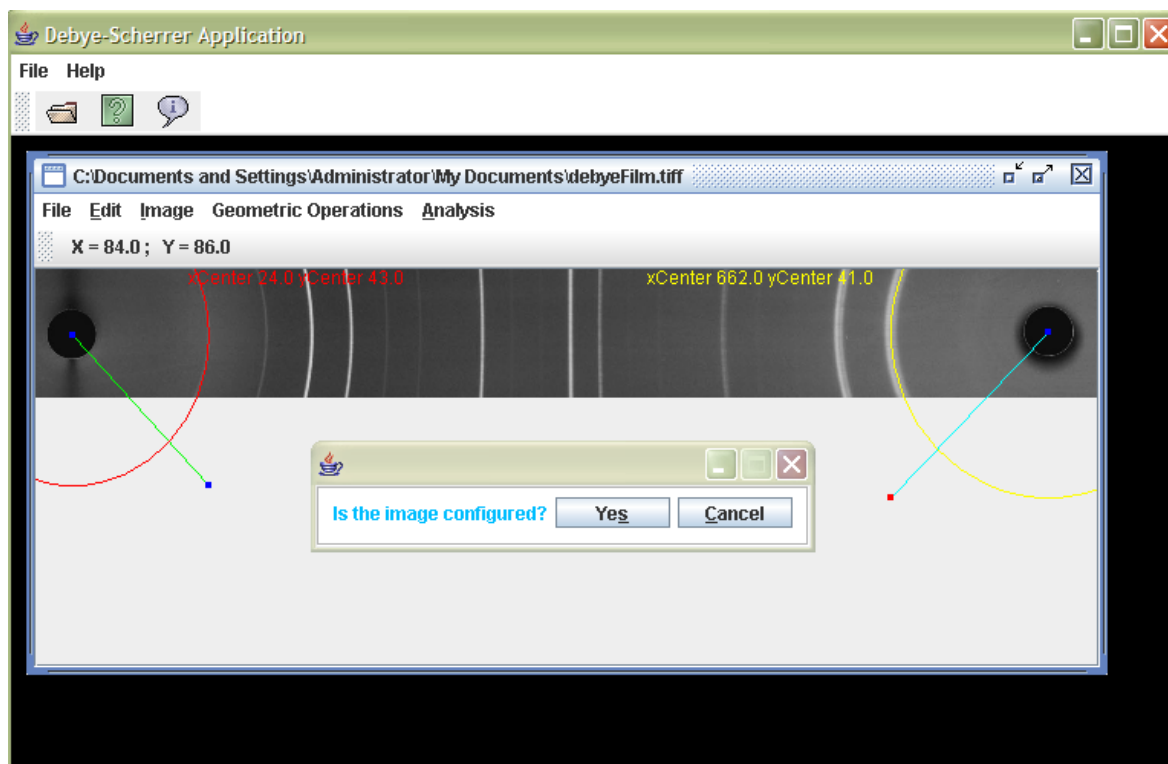 Debye-Scherrer Application
File Help
C:\Documents and Settings\Administrator\My Documents\debyeFilm.tiff
File Edit Image Geometric Operations Analysis
X = 84.0 ; Y = 86.0
xCenter 24.0 yCenter 43.0 xCenter 662.0 yCenter 41.0
Is the image configured? Yes Cancel